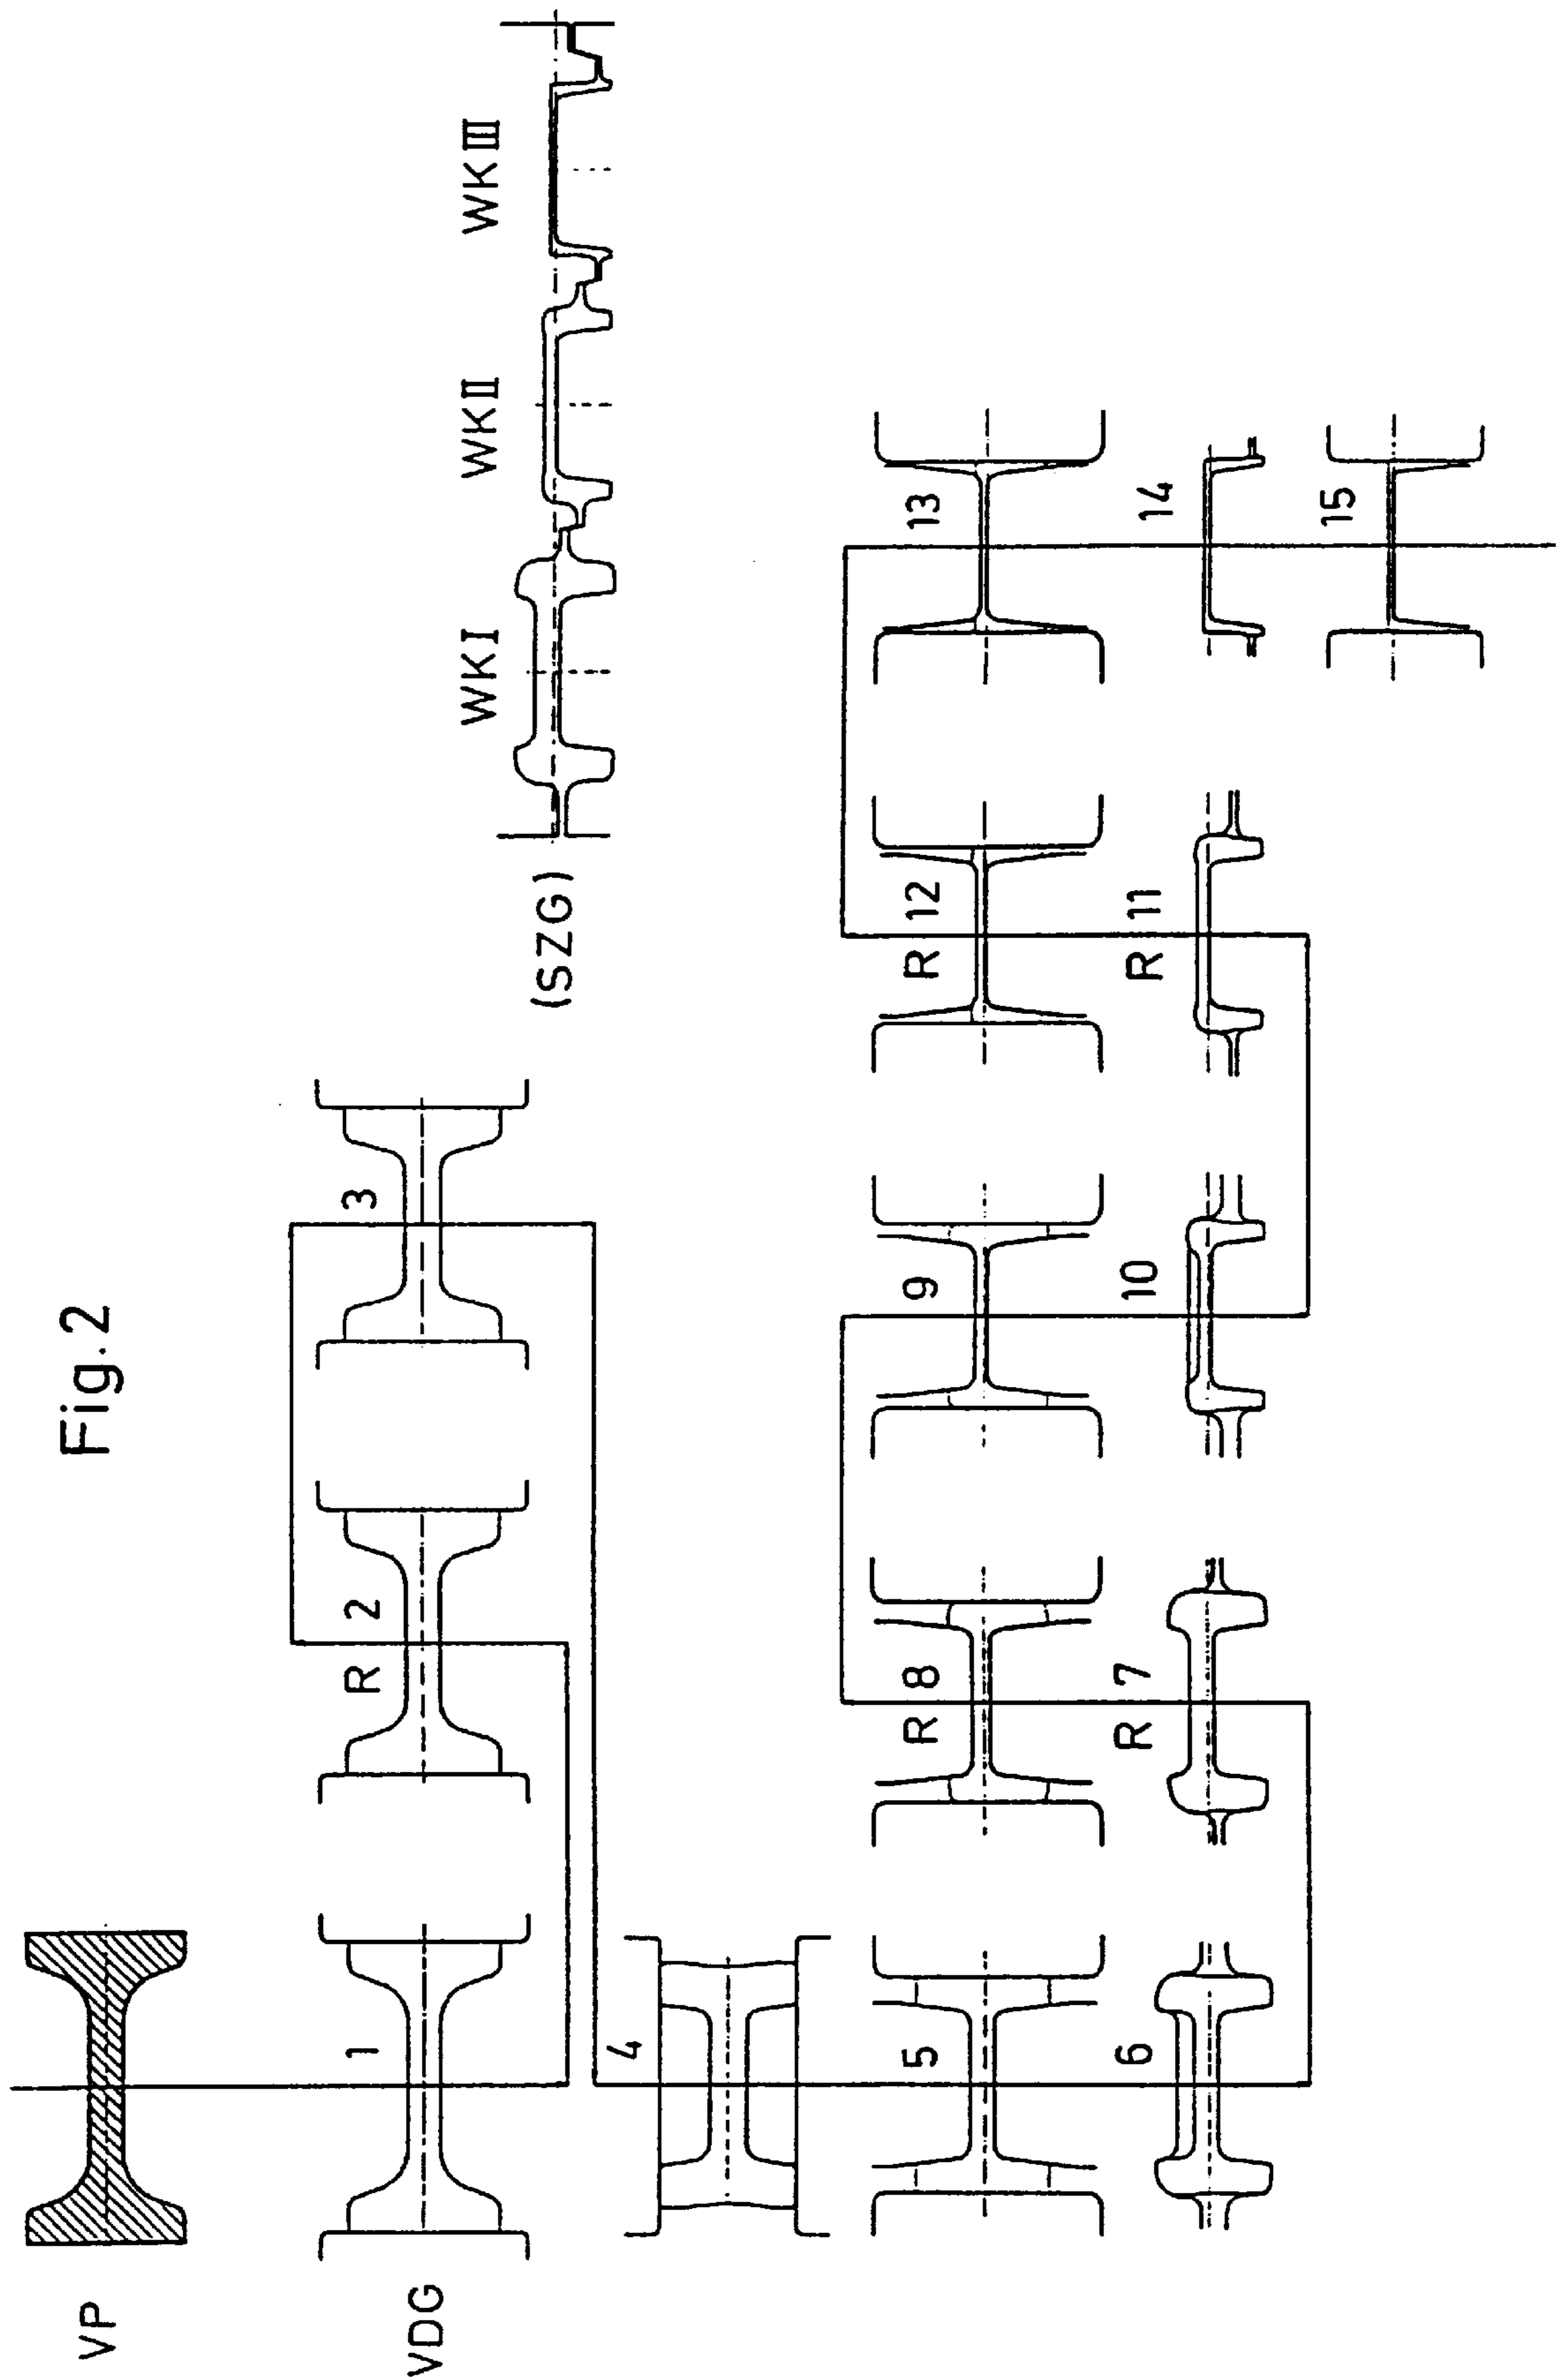 Fig.2
VP
VDG
1
R 2
3
(SZG)
WK I
WK II
WK III
4
5
R 8
9
R 12
13
6
R 7
10
R 11
14
15